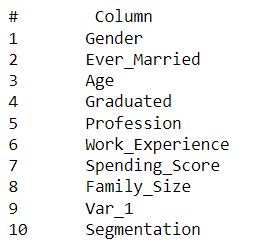 # Column
1 Gender
2 Ever_Married
3 Age
4 Graduated
5 Profession
6 Work_Experience
7 Spending_Score
8 Family_Size
9 Var_1
10 Segmentation